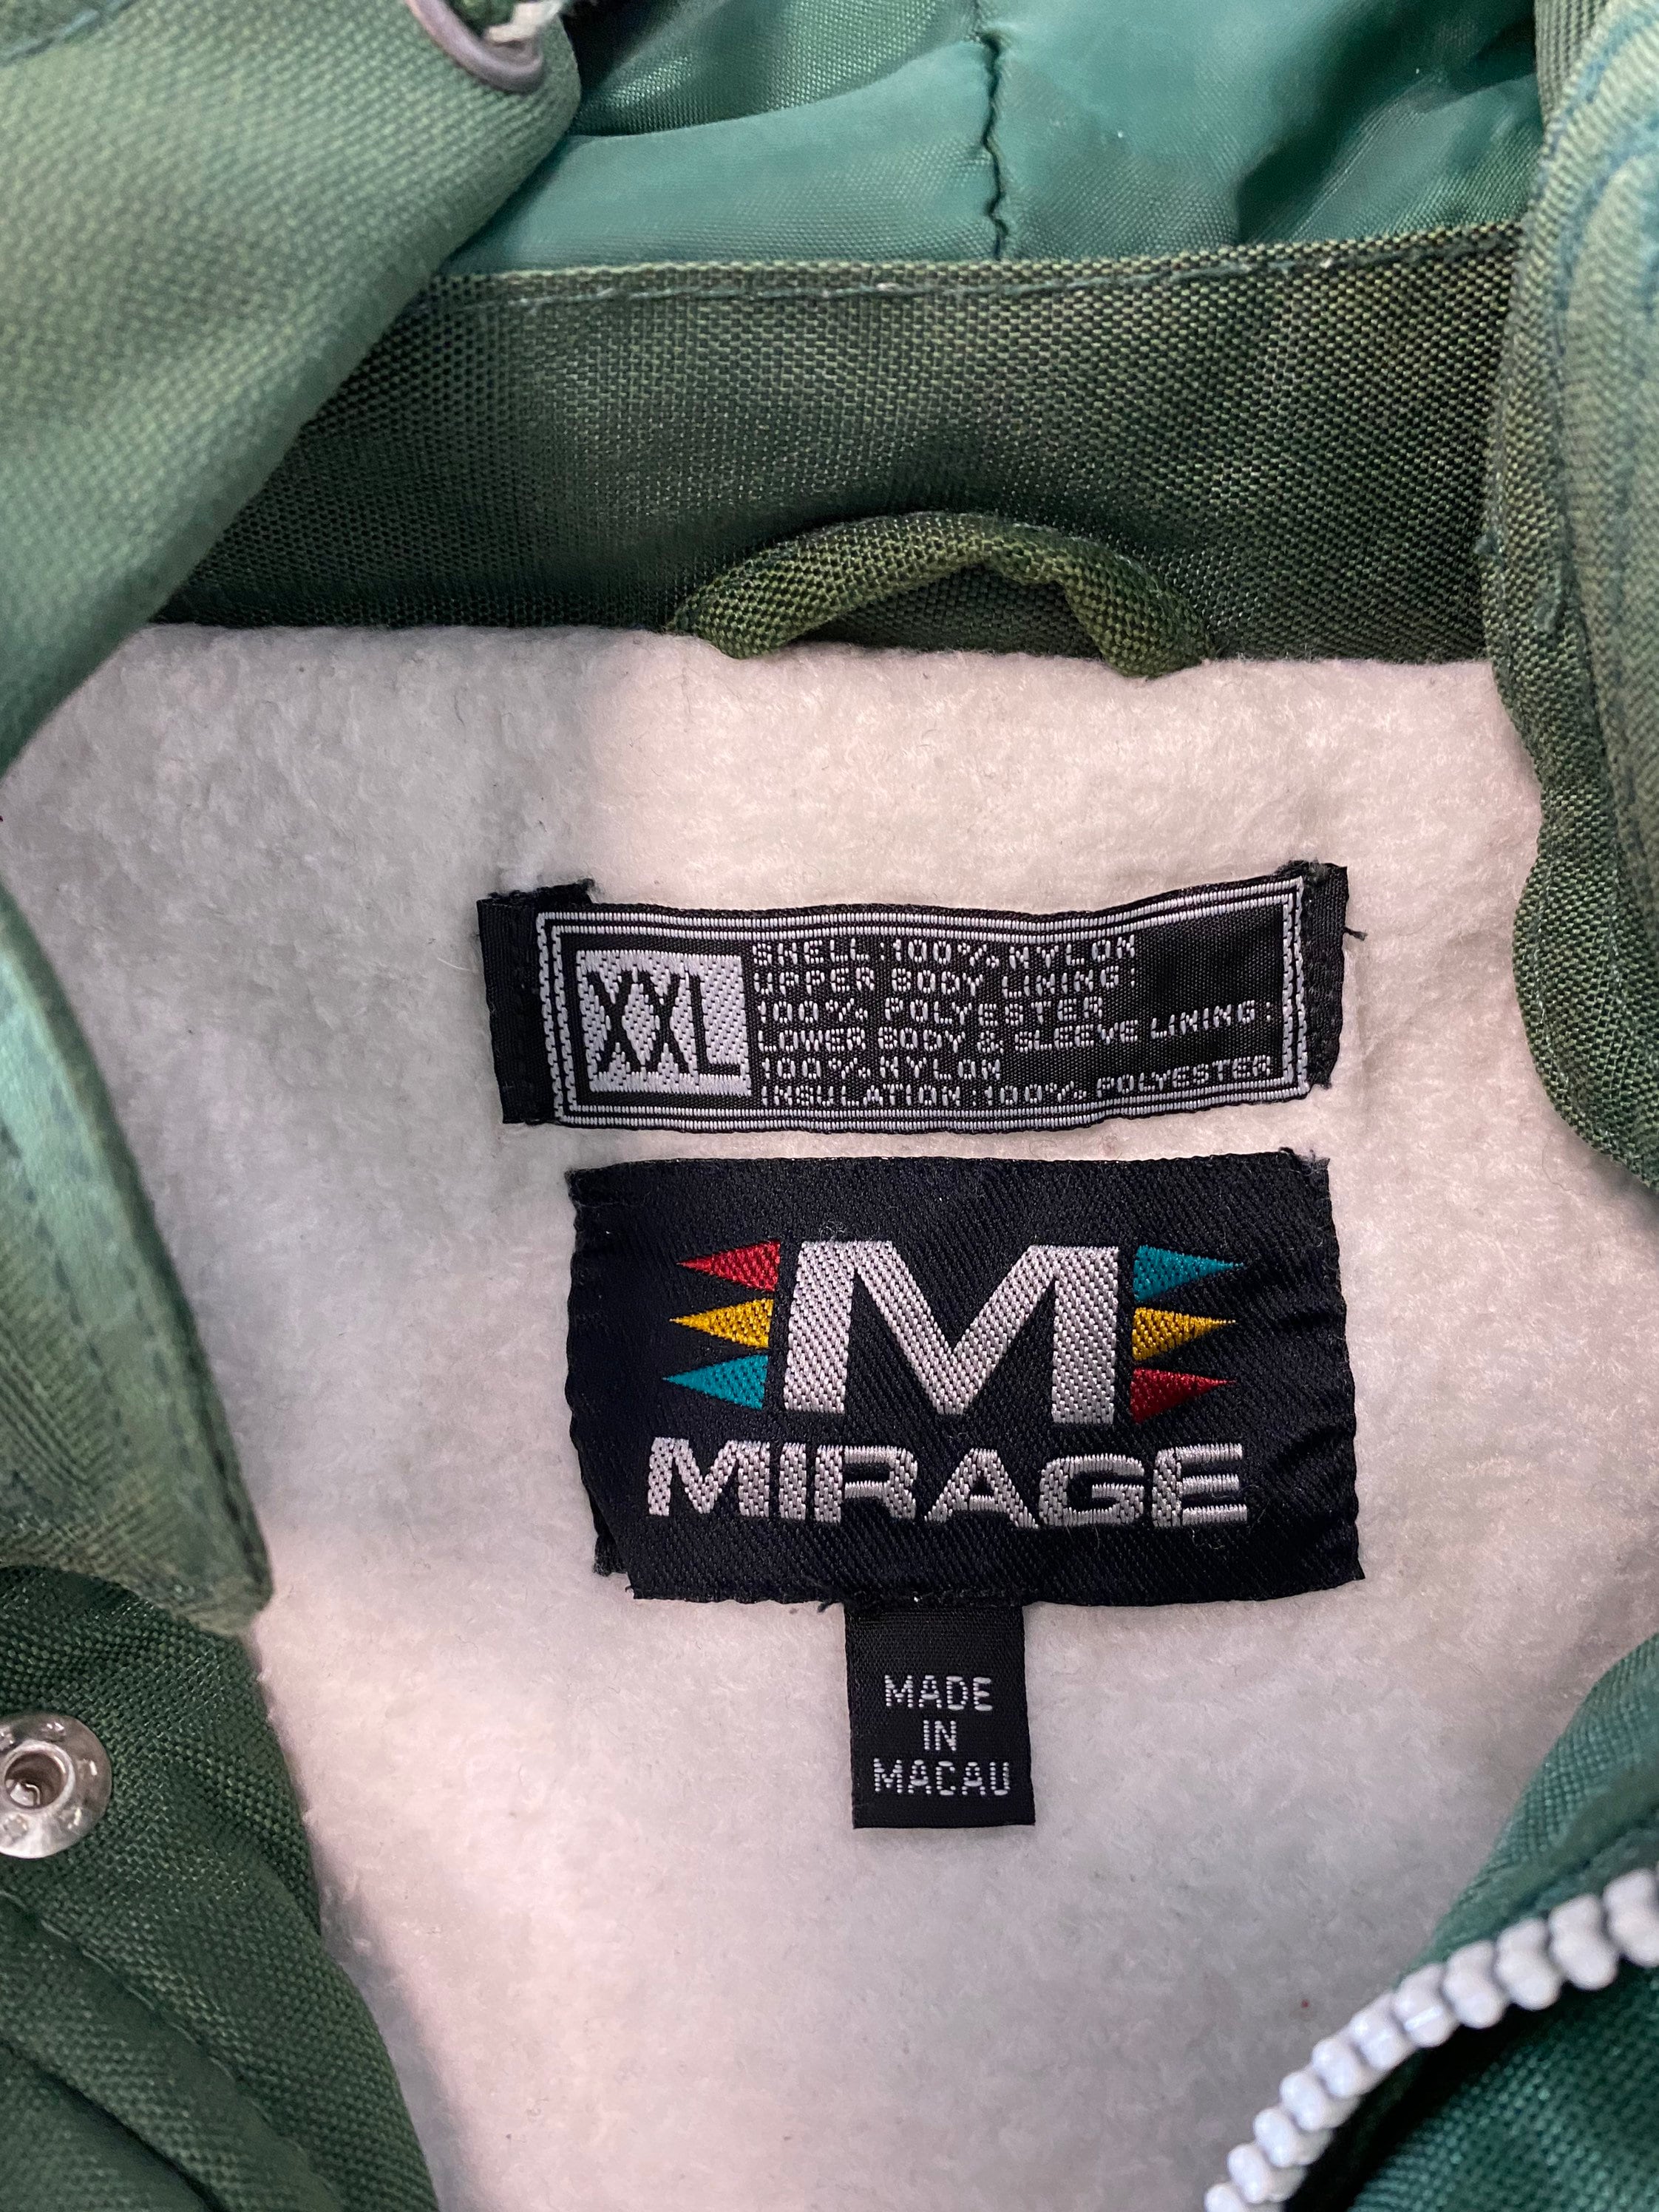 XXL
SHELL:100% NYLON
UPPER BODY LINING:
100% POLYESTER
LOWER BODY & SLEEVE LINING:
100% NYLON
INSULATION:100% POLYESTER
M
MIRAGE
MADE
IN
MACAU